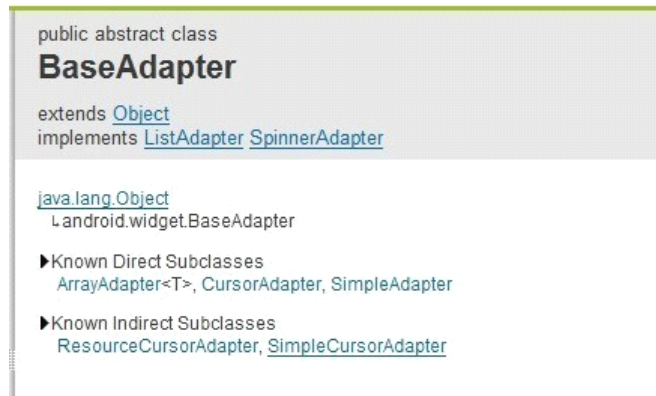 public abstract class
BaseAdapter
extends Object
implements ListAdapter SpinnerAdapter
java.lang.Object
↳android.widget.BaseAdapter
▶Known Direct Subclasses
ArrayAdapter<T>, CursorAdapter, SimpleAdapter
▶Known Indirect Subclasses
ResourceCursorAdapter, SimpleCursorAdapter